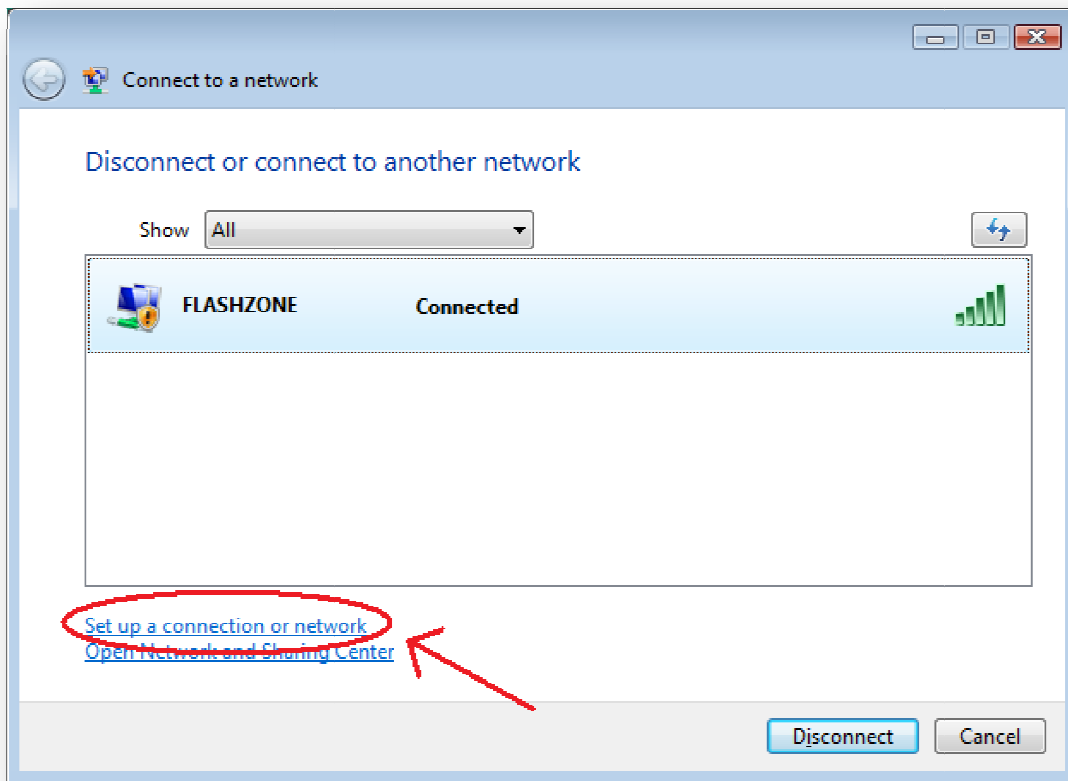 Connect to a network
Disconnect or connect to another network
Show All
FLASHZONE Connected
Set up a connection or network
Open Network and Sharing Center
Disconnect Cancel